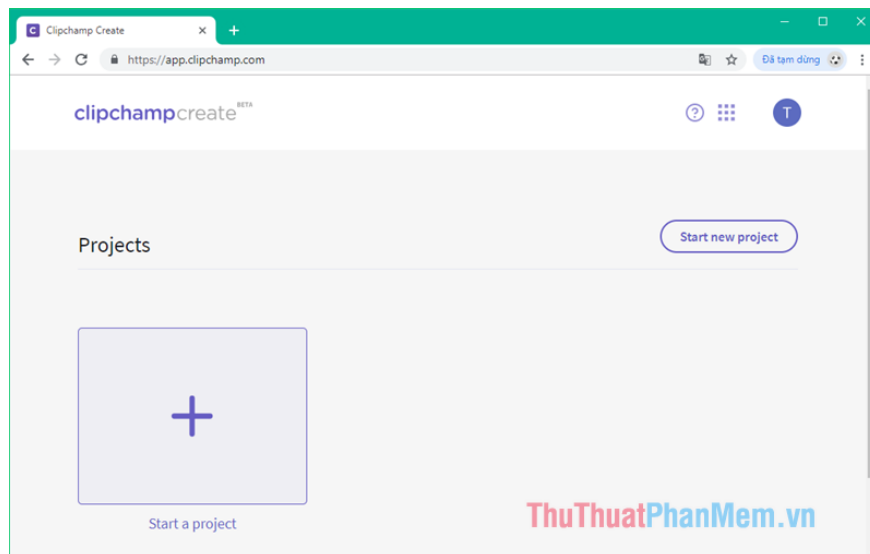 Clipchamp Create
https://app.clipchamp.com
Đã tạm dừng
clipchampcreate BETA
T
Projects
Start new project
Start a project
ThuThuatPhanMem.vn